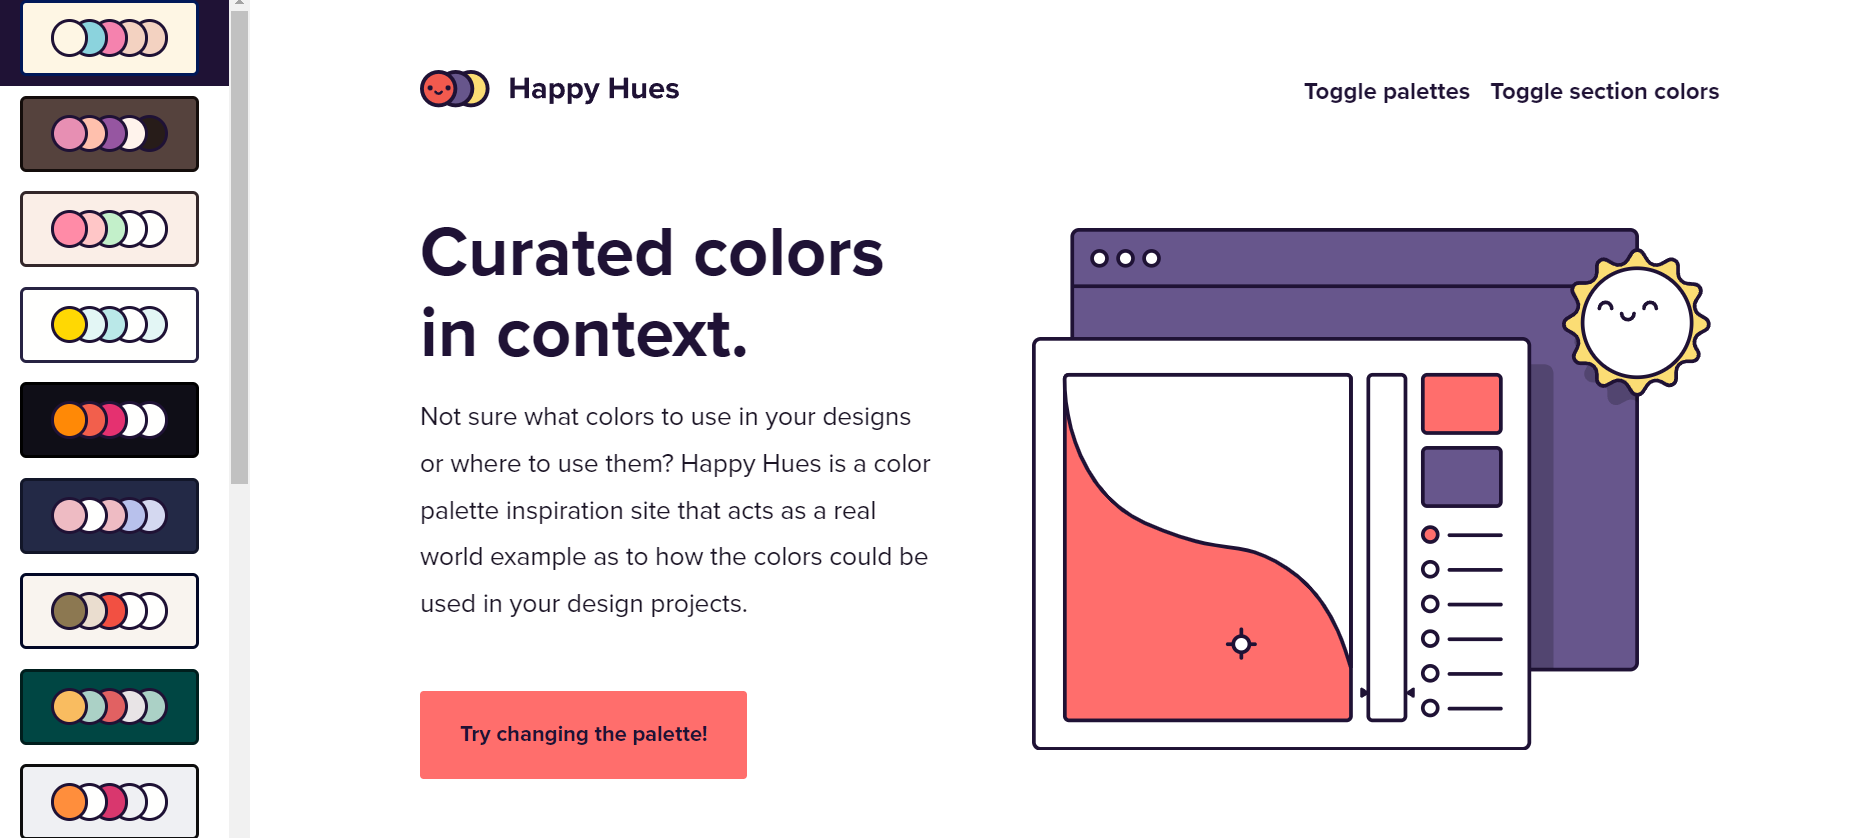 Happy Hues
Toggle palettes Toggle section colors
Curated colors
in context.
Not sure what colors to use in your designs
or where to use them? Happy Hues is a color
palette inspiration site that acts as a real
world example as to how the colors could be
used in your design projects.
Try changing the palette!